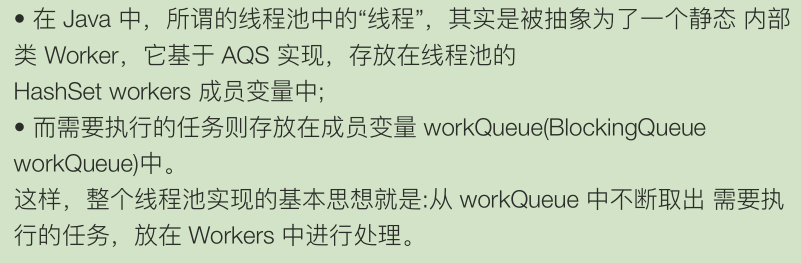 • 在 Java 中，所谓的线程池中的“线程”，其实是被抽象为了一个静态 内部
类 Worker，它基于 AQS 实现，存放在线程池的
HashSet workers 成员变量中;
• 而需要执行的任务则存放在成员变量 workQueue(BlockingQueue
workQueue)中。
这样，整个线程池实现的基本思想就是:从 workQueue 中不断取出 需要执
行的任务，放在 Workers 中进行处理。